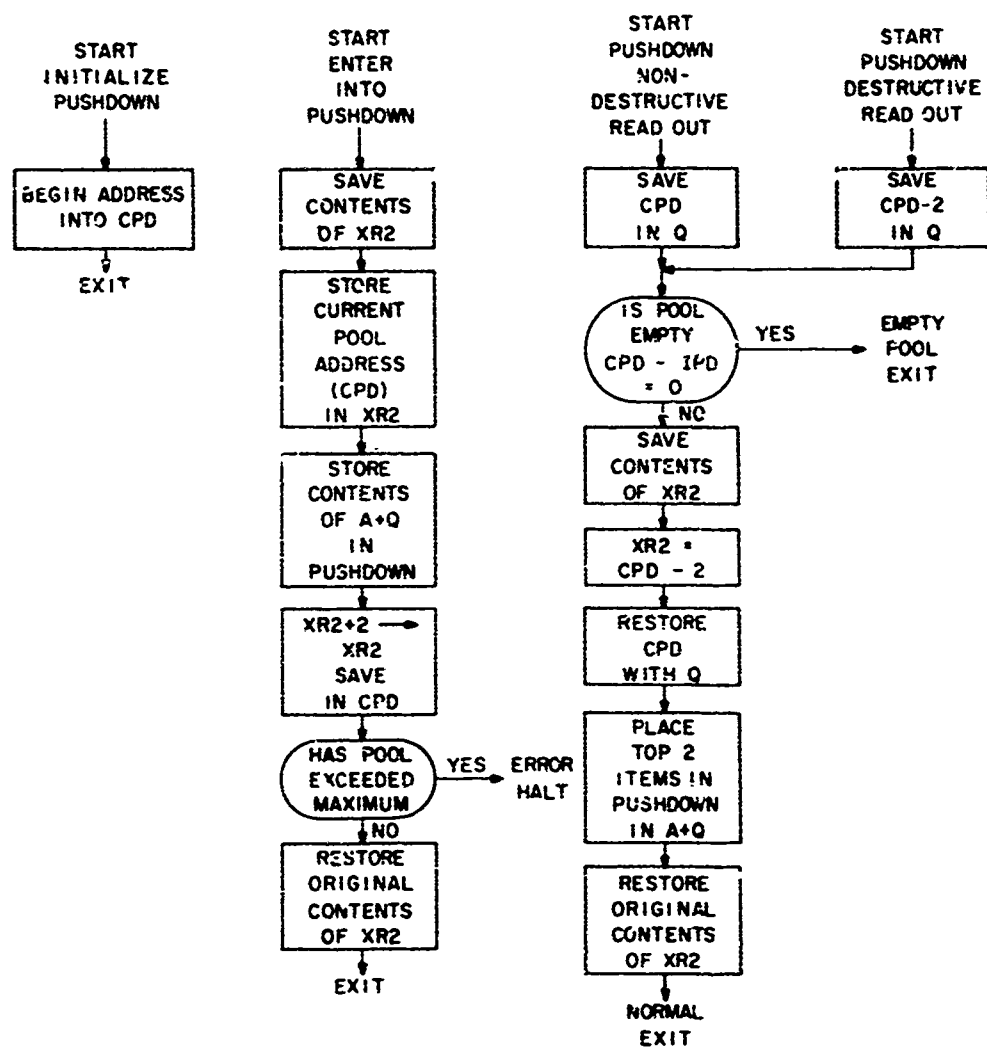 START
INITIALIZE
PUSHDOWN
BEGIN ADDRESS
INTO CPD
EXIT
START
ENTER
INTO
PUSHDOWN
SAVE
CONTENTS
OF XR2
STORE
CURRENT
POOL
ADDRESS
(CPD)
IN XR2
STORE
CONTENTS
OF A+Q
IN
PUSHDOWN
XR2+2 →
XR2
SAVE
IN CPD
HAS POOL
EXCEEDED
MAXIMUM
YES
ERROR
HALT
NO
RESTORE
ORIGINAL
CONTENTS
OF XR2
EXIT
START
PUSHDOWN
NON-
DESTRUCTIVE
READ OUT
SAVE
CPD
IN Q
START
PUSHDOWN
DESTRUCTIVE
READ OUT
SAVE
CPD-2
IN Q
IS POOL
EMPTY
CPD - IPD
= 0
YES
EMPTY
POOL
EXIT
NO
SAVE
CONTENTS
OF XR2
XR2 =
CPD - 2
RESTORE
CPD
WITH Q
PLACE
TOP 2
ITEMS IN
PUSHDOWN
IN A+Q
RESTORE
ORIGINAL
CONTENTS
OF XR2
NORMAL
EXIT